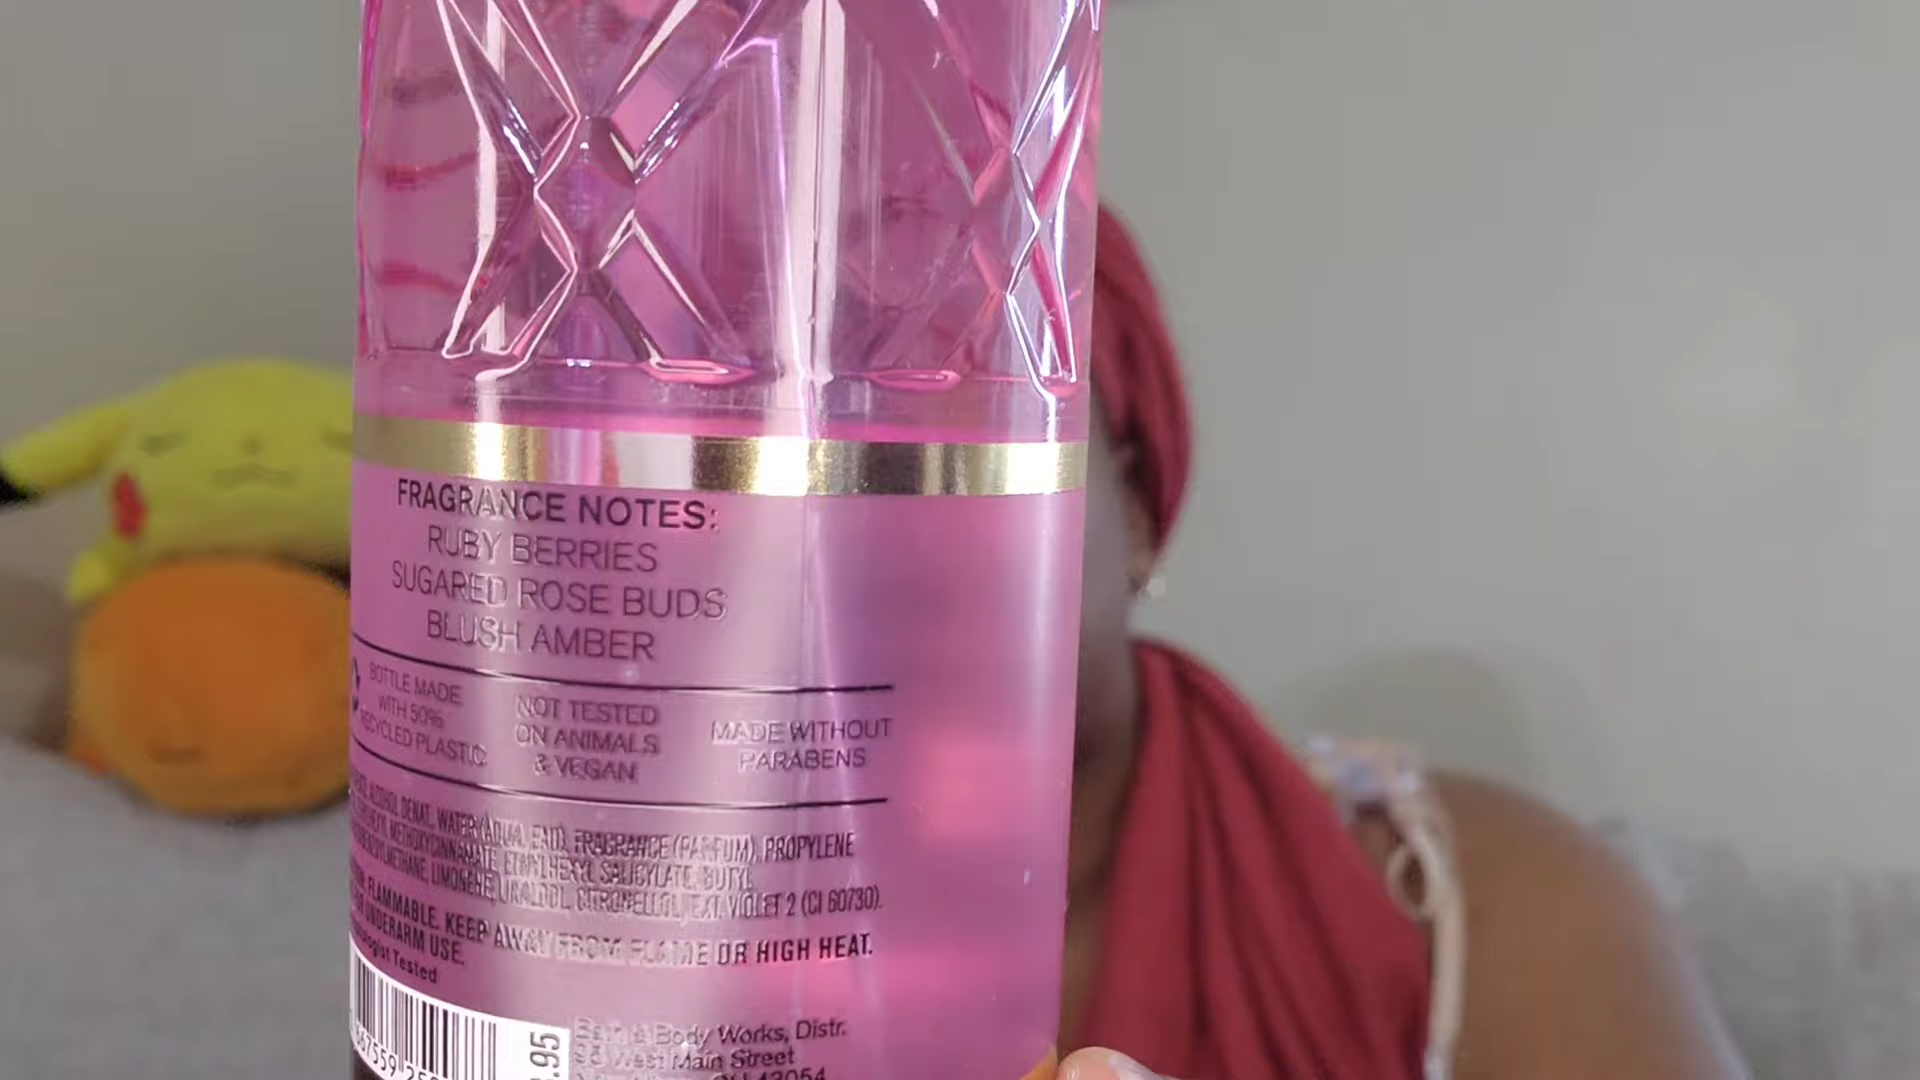 FRAGRANCE NOTES:
RUBY BERRIES
SUGARED ROSE BUDS
BLUSH AMBER
BOTTLE MADE
WITH 50%
RECYCLED PLASTIC
NOT TESTED
ON ANIMALS
& VEGAN
MADE WITHOUT
PARABENS
ALCOHOL DENAT, WATER (AQUA, EAU), FRAGRANCE (PARFUM), PROPYLENE
METHOXYCINNAMATE, ETHYLHEXYL SALICYLATE, BUTYL
LIMONENE, LINALOOL, CITRONELLOL, EXT. VIOLET 2 (CI 60730).
FLAMMABLE. KEEP AWAY FROM FLAME OR HIGH HEAT.
UNDERARM USE.
Tested
.95
Bath & Body Works, Distr.
West Main Street
43054